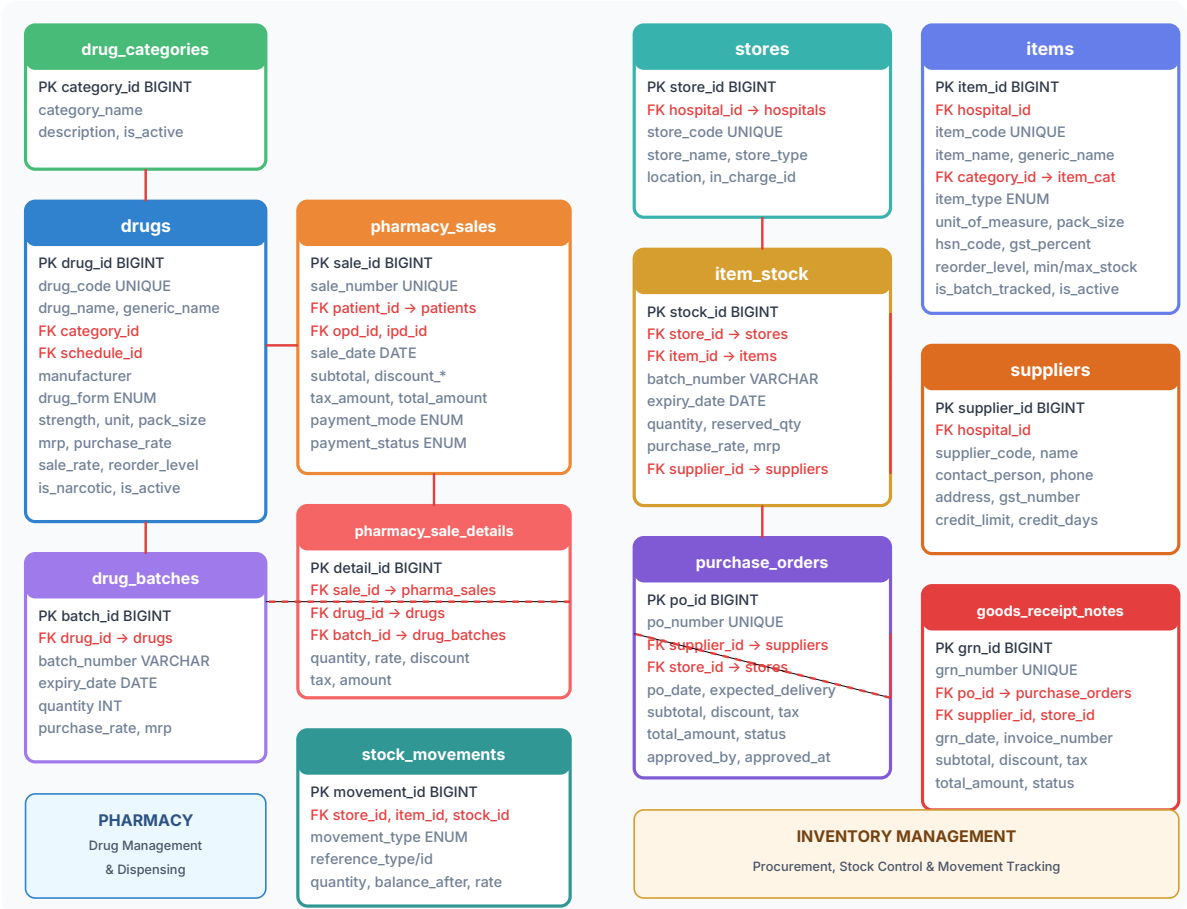 drug_categories
PK category_id BIGINT
category_name
description, is_active
drugs
PK drug_id BIGINT
drug_code UNIQUE
drug_name, generic_name
FK category_id
FK schedule_id
manufacturer
drug_form ENUM
strength, unit, pack_size
mrp, purchase_rate
sale_rate, reorder_level
is_narcotic, is_active
drug_batches
PK batch_id BIGINT
FK drug_id → drugs
batch_number VARCHAR
expiry_date DATE
quantity INT
purchase_rate, mrp
PHARMACY
Drug Management
& Dispensing
pharmacy_sales
PK sale_id BIGINT
sale_number UNIQUE
FK patient_id → patients
FK opd_id, ipd_id
sale_date DATE
subtotal, discount_*
tax_amount, total_amount
payment_mode ENUM
payment_status ENUM
pharmacy_sale_details
PK detail_id BIGINT
FK sale_id → pharma_sales
FK drug_id → drugs
FK batch_id → drug_batches
quantity, rate, discount
tax, amount
stock_movements
PK movement_id BIGINT
FK store_id, item_id, stock_id
movement_type ENUM
reference_type/id
quantity, balance_after, rate
stores
PK store_id BIGINT
FK hospital_id → hospitals
store_code UNIQUE
store_name, store_type
location, in_charge_id
item_stock
PK stock_id BIGINT
FK store_id → stores
FK item_id → items
batch_number VARCHAR
expiry_date DATE
quantity, reserved_qty
purchase_rate, mrp
FK supplier_id → suppliers
purchase_orders
PK po_id BIGINT
po_number UNIQUE
FK supplier_id → suppliers
FK store_id → stores
po_date, expected_delivery
subtotal, discount, tax
total_amount, status
approved_by, approved_at
items
PK item_id BIGINT
FK hospital_id
item_code UNIQUE
item_name, generic_name
FK category_id → item_cat
item_type ENUM
unit_of_measure, pack_size
hsn_code, gst_percent
reorder_level, min/max_stock
is_batch_tracked, is_active
suppliers
PK supplier_id BIGINT
FK hospital_id
supplier_code, name
contact_person, phone
address, gst_number
credit_limit, credit_days
goods_receipt_notes
PK grn_id BIGINT
grn_number UNIQUE
FK po_id → purchase_orders
FK supplier_id, store_id
grn_date, invoice_number
subtotal, discount, tax
total_amount, status
INVENTORY MANAGEMENT
Procurement, Stock Control & Movement Tracking